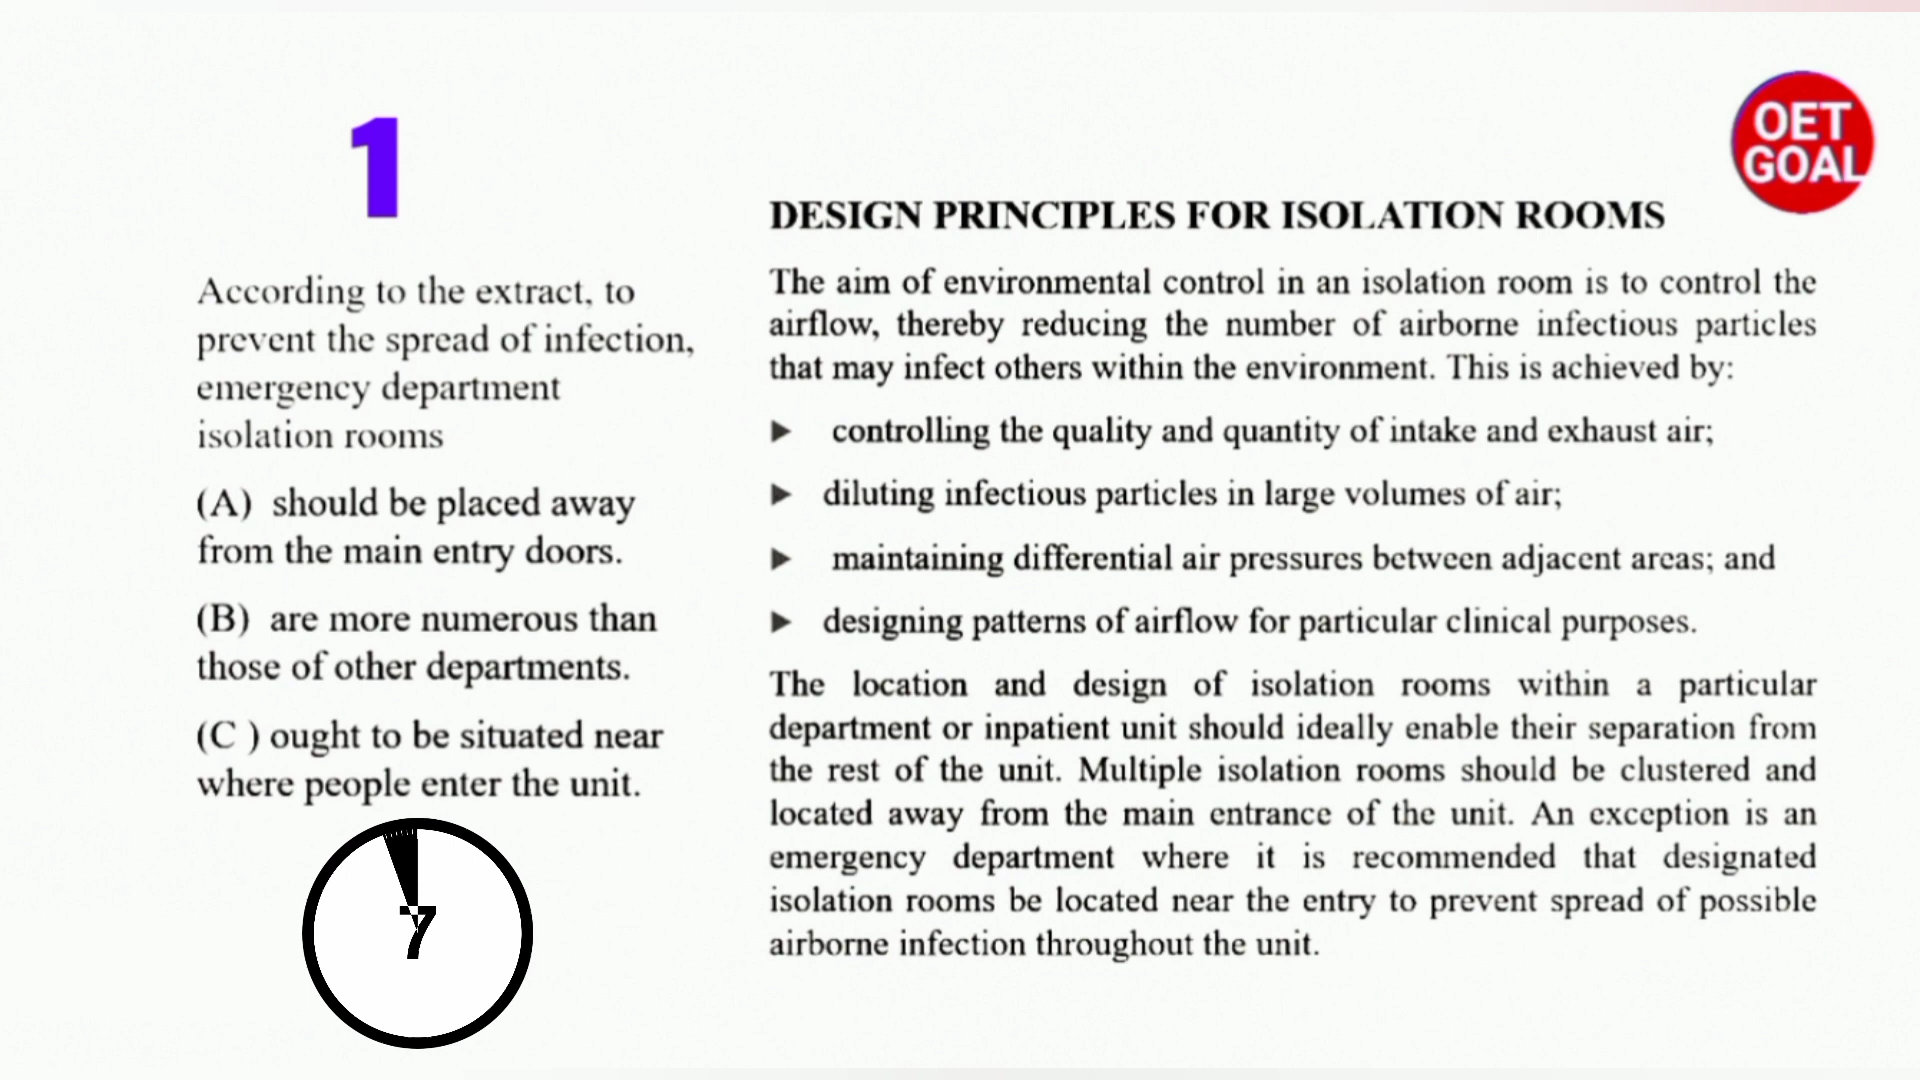 1
According to the extract, to
prevent the spread of infection,
emergency department
isolation rooms
(A) should be placed away
from the main entry doors.
(B) are more numerous than
those of other departments.
(C ) ought to be situated near
where people enter the unit.
7
OET
GOAL
DESIGN PRINCIPLES FOR ISOLATION ROOMS
The aim of environmental control in an isolation room is to control the
airflow, thereby reducing the number of airborne infectious particles
that may infect others within the environment. This is achieved by:
► controlling the quality and quantity of intake and exhaust air;
► diluting infectious particles in large volumes of air;
► maintaining differential air pressures between adjacent areas; and
► designing patterns of airflow for particular clinical purposes.
The location and design of isolation rooms within a particular
department or inpatient unit should ideally enable their separation from
the rest of the unit. Multiple isolation rooms should be clustered and
located away from the main entrance of the unit. An exception is an
emergency department where it is recommended that designated
isolation rooms be located near the entry to prevent spread of possible
airborne infection throughout the unit.